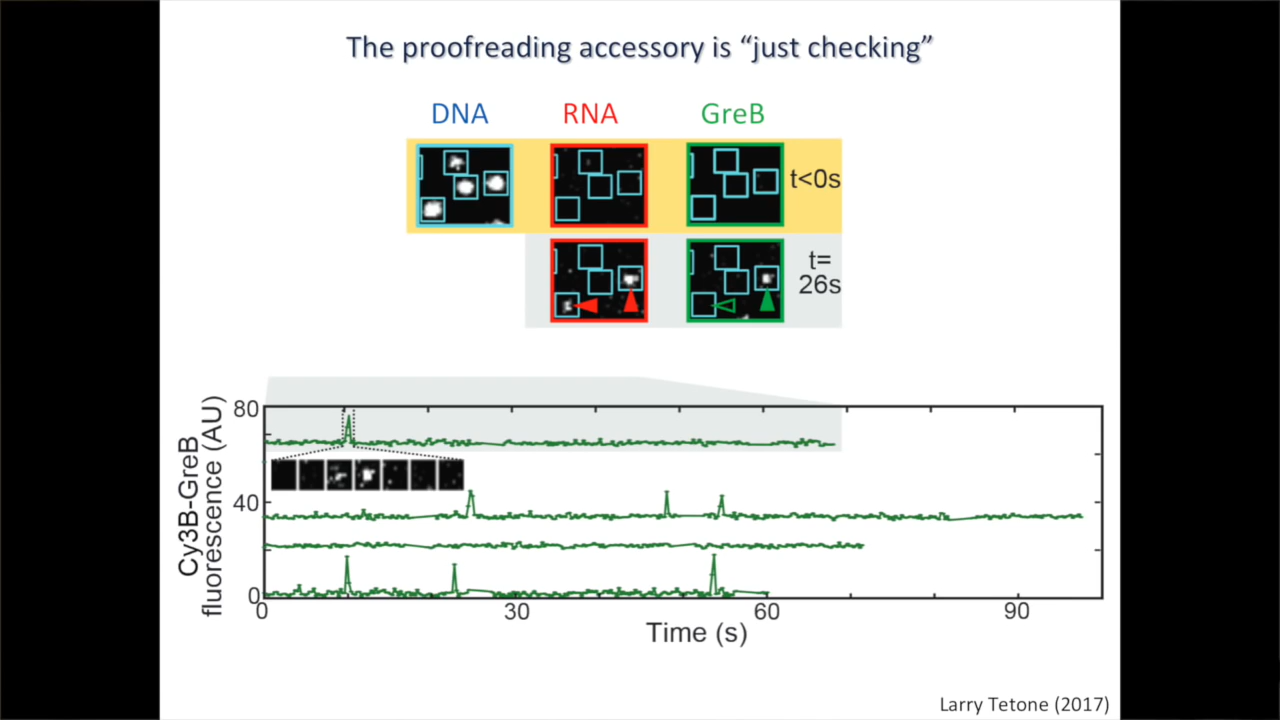 The proofreading accessory is “just checking”
DNA
RNA
GreB
t<0s
t=
26s
Cy3B-GreB
fluorescence (AU)
80
40
0
0
30
60
90
Time (s)
Larry Tetone (2017)